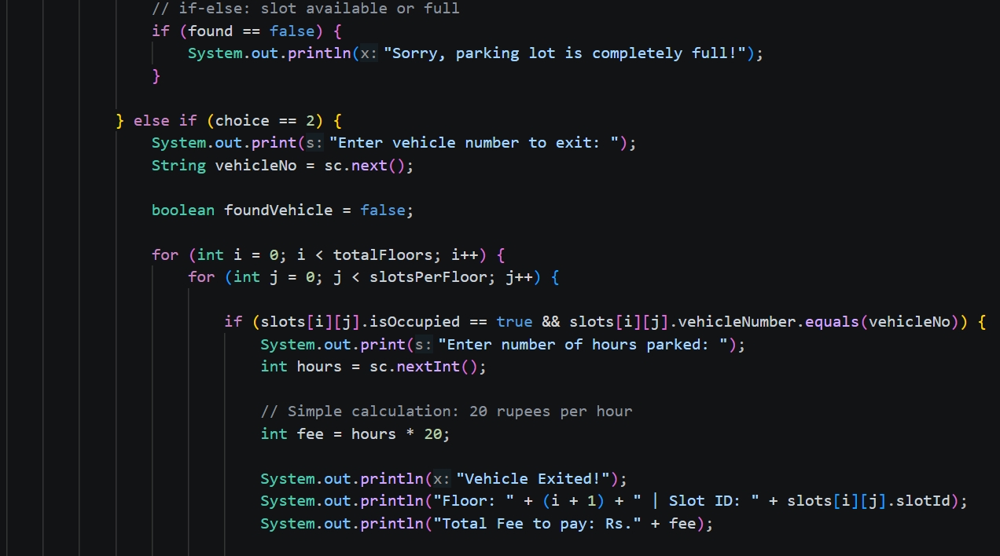 // if-else: slot available or full
if (found == false) {
System.out.println(x: "Sorry, parking lot is completely full!");
}
} else if (choice == 2) {
System.out.print(s: "Enter vehicle number to exit: ");
String vehicleNo = sc.next();
boolean foundVehicle = false;
for (int i = 0; i < totalFloors; i++) {
for (int j = 0; j < slotsPerFloor; j++) {
if (slots[i][j].isOccupied == true && slots[i][j].vehicleNumber.equals(vehicleNo)) {
System.out.print(s: "Enter number of hours parked: ");
int hours = sc.nextInt();
// Simple calculation: 20 rupees per hour
int fee = hours * 20;
System.out.println(x: "Vehicle Exited!");
System.out.println("Floor: " + (i + 1) + " | Slot ID: " + slots[i][j].slotId);
System.out.println("Total Fee to pay: Rs." + fee);